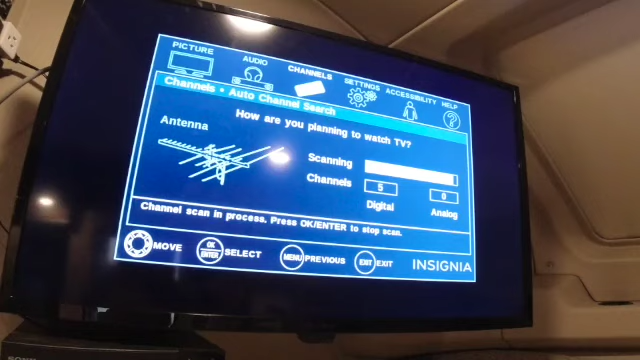 PICTURE
AUDIO
CHANNELS
SETTINGS
ACCESSIBILITY
HELP
?
Channels • Auto Channel Search
How are you planning to watch TV?
Antenna
Scanning
Channels
5
0
Digital
Analog
Channel scan in process. Press OK/ENTER to stop scan.
MOVE
OK
ENTER
SELECT
MENU
PREVIOUS
EXIT
EXIT
INSIGNIA
SONY